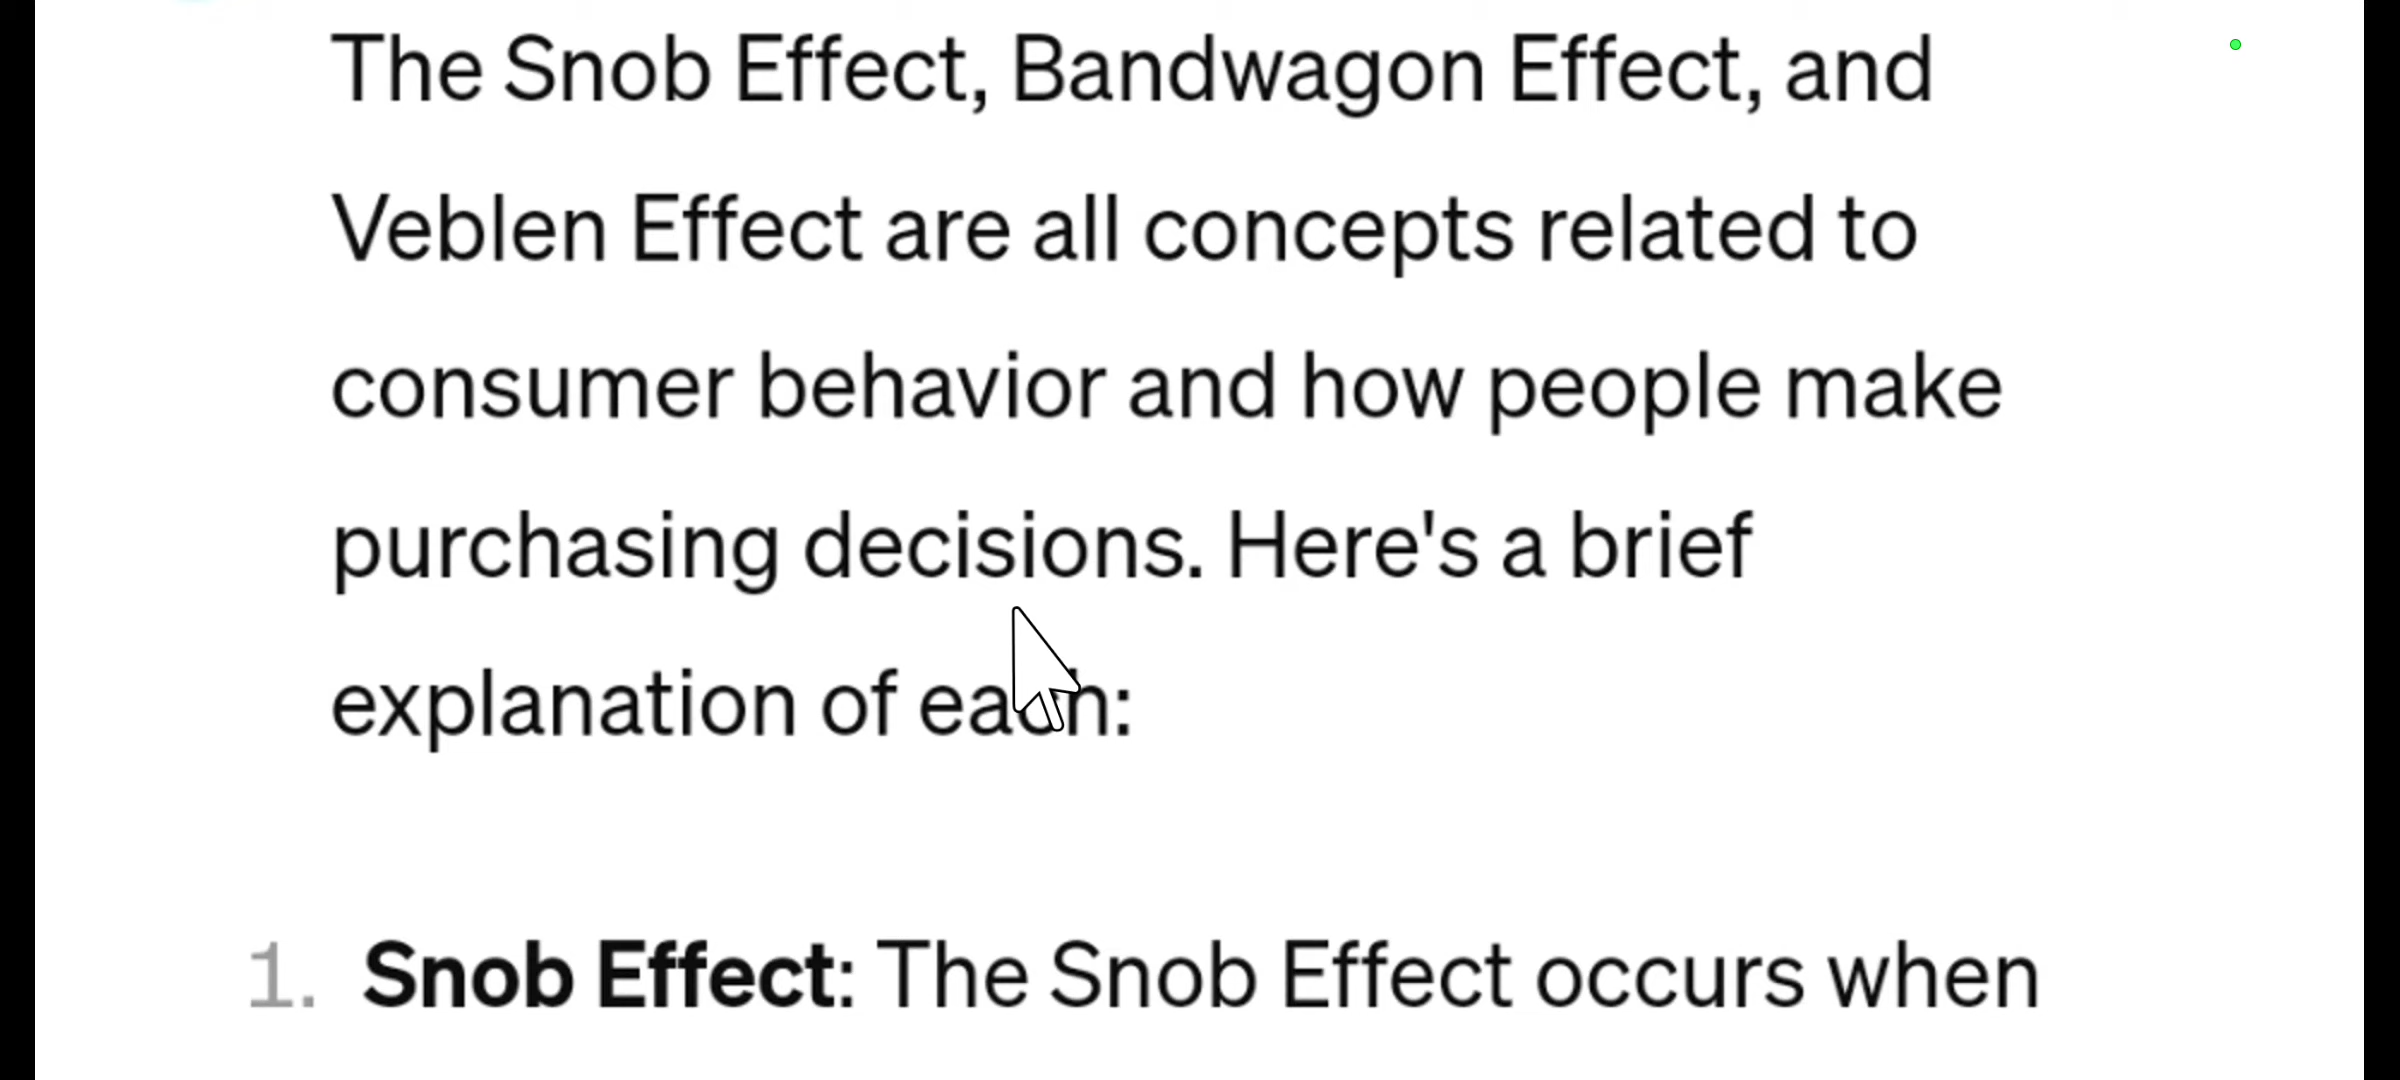 The Snob Effect, Bandwagon Effect, and
Veblen Effect are all concepts related to
consumer behavior and how people make
purchasing decisions. Here's a brief
explanation of each:
1. Snob Effect: The Snob Effect occurs when